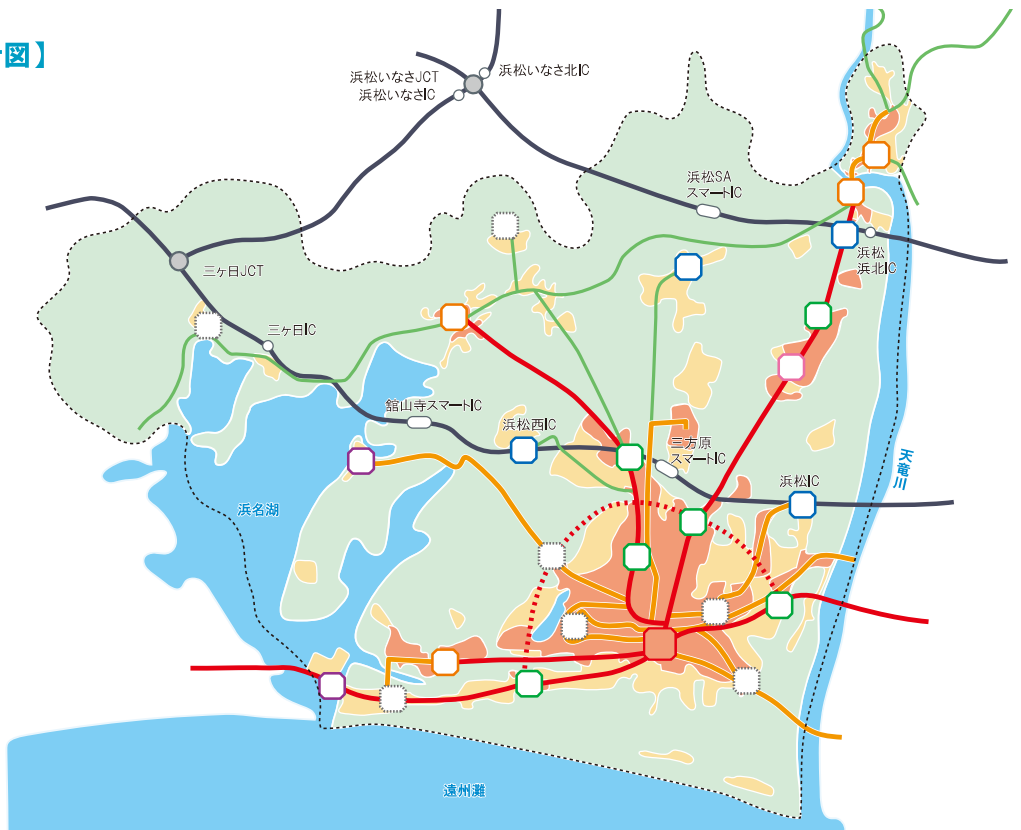 図】
浜松いなさJCT
浜松いなさIC
浜松いなさ北IC
浜松SA
スマートIC
浜松
浜北IC
三ヶ日JCT
三ヶ日IC
舘山寺スマートIC
浜松西IC
三方原
スマートIC
浜松IC
天竜川
浜名湖
遠州灘